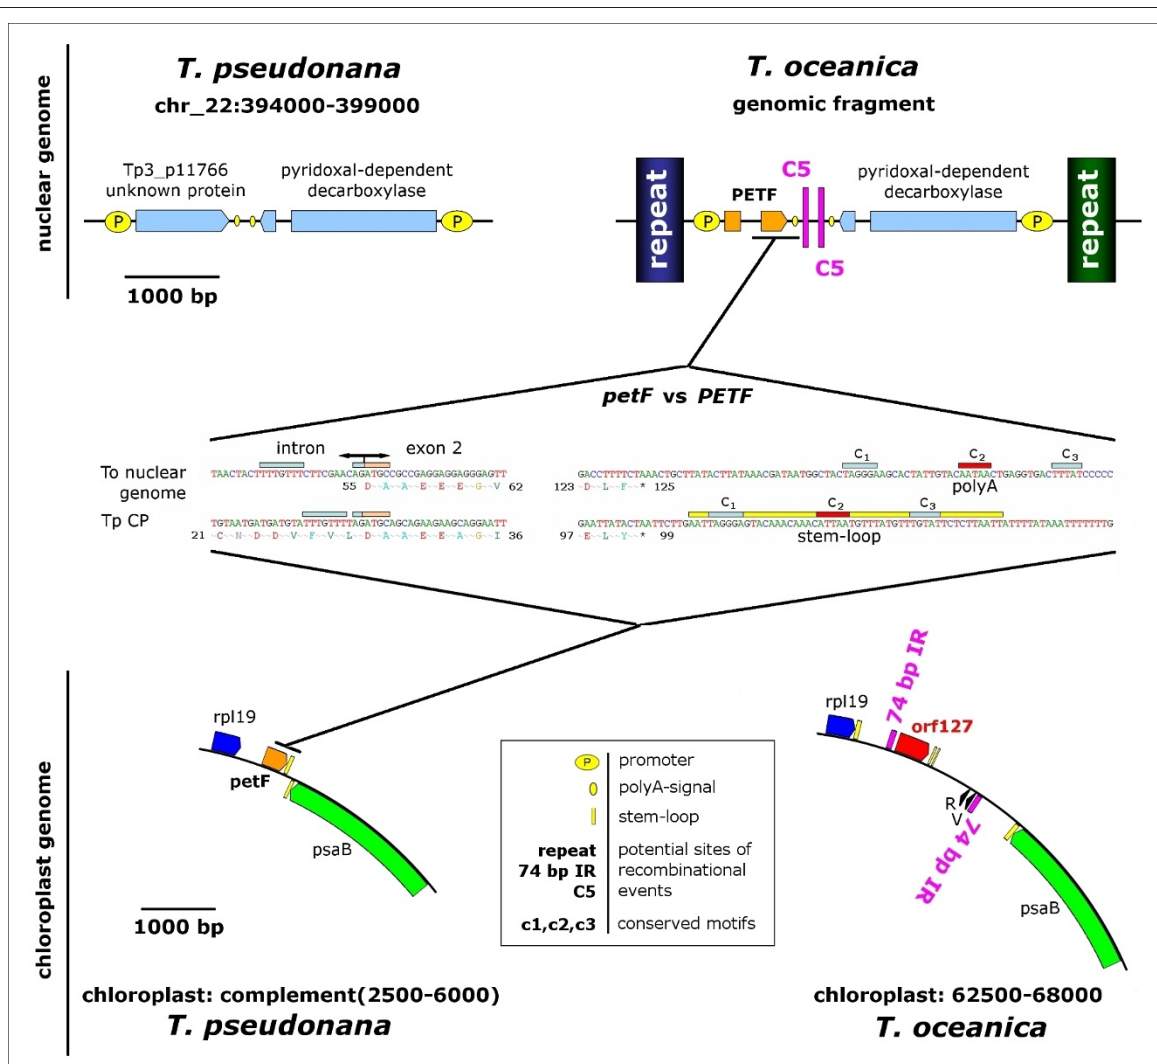 nuclear genome
T. pseudonana
chr_22:394000-399000
T. oceanica
genomic fragment
Tp3_p11766
unknown protein
pyridoxal-dependent
decarboxylase
P
P
1000 bp
repeat
P
PETF
C5
C5
pyridoxal-dependent
decarboxylase
P
repeat
petF vs PETF
intron
exon 2
c1
c2
c3
To nuclear
genome
TAACTACTTTTGTTTCTTCGAACAGATGCCGCCGAGGAGGAGGGAGTT
GACCTTTTCTAAACTGCTTATACTTATAAACGATAATGGCTACTAGGGAAGCACTATTGTACAATAACTGAGGTGACTTTATCCCCC
55 D~~A~~A~~E~~E~~E~~G~~V 62
123 ~D~~L~~F~~* 125
polyA
Tp CP
c1
c2
c3
TGTAATGATGATGTATTTGTTTTAGATGCAGCAGAAGAAGCAGGAATT
GAATTATACTAATTCTTGAATTAGGGAGTACAAACAAACATTAATGTTTATGTTTGTATTCTCTTAATTATTTTATAAATTTTTTTG
21 ~C~~N~~D~~D~~V~~F~~V~~L~~D~~A~~A~~E~~E~~A~~G~~I 36
97 ~E~~L~~Y~~* 99
stem-loop
chloroplast genome
rpl19
petF
psaB
1000 bp
P
promoter
polyA-signal
stem-loop
repeat
74 bp IR
C5
potential sites of
recombinational
events
c1,c2,c3
conserved motifs
rpl19
74 bp IR
orf127
R
V
74 bp IR
psaB
chloroplast: complement(2500-6000)
T. pseudonana
chloroplast: 62500-68000
T. oceanica